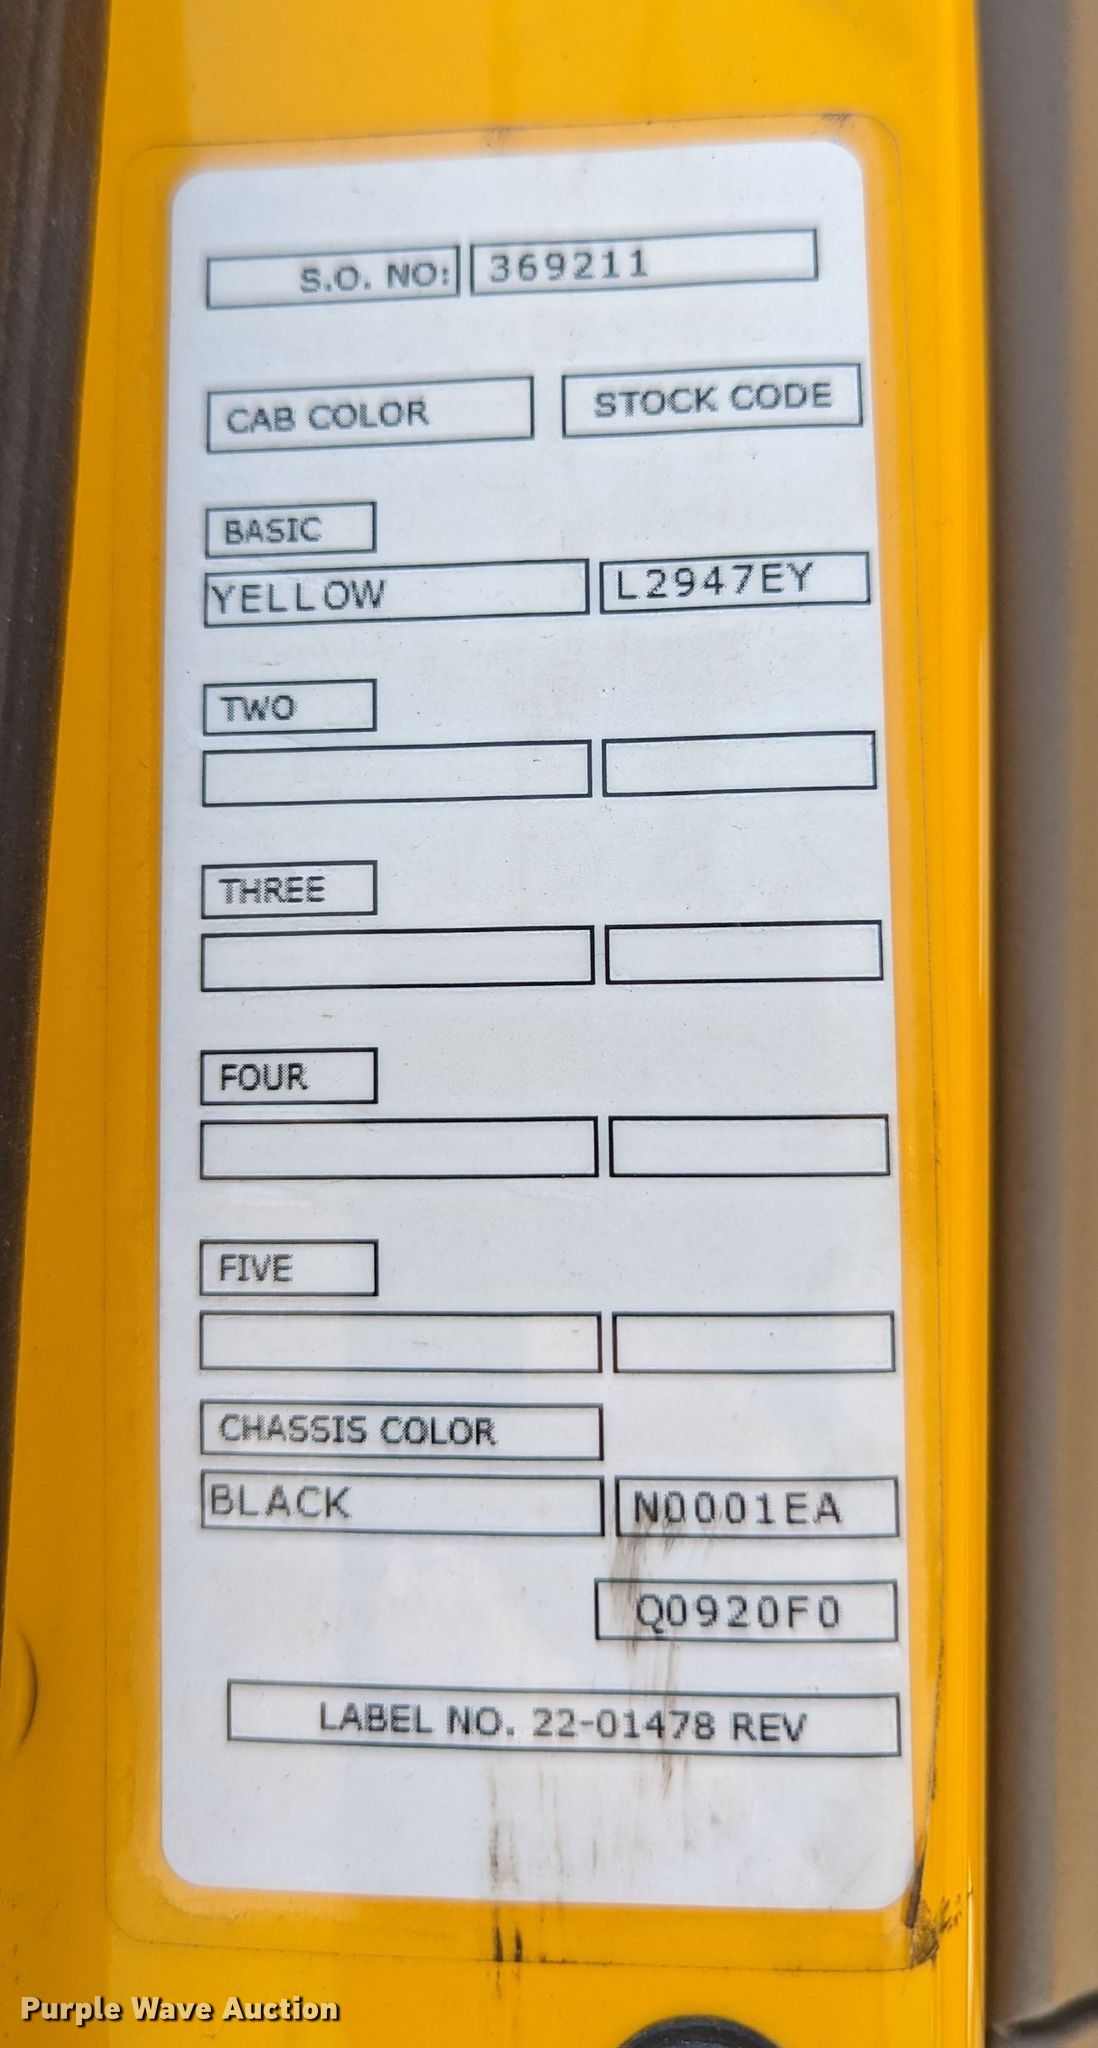 S.O. NO: 369211
CAB COLOR STOCK CODE
BASIC
YELLOW L2947EY
TWO
THREE
FOUR
FIVE
CHASSIS COLOR
BLACK N0001EA
Q0920F0
LABEL NO. 22-01478 REV
Purple Wave Auction